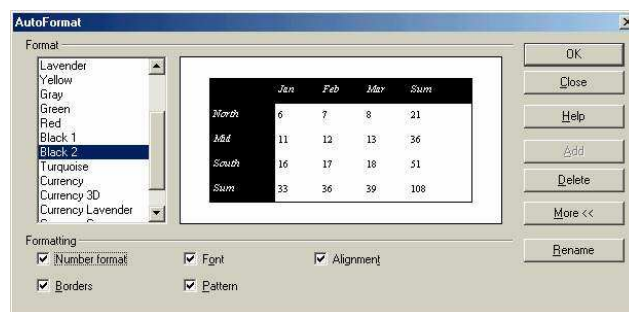 AutoFormat
Format
Lavender
Yellow
Gray
Green
Red
Black 1
Black 2
Turquoise
Currency
Currency 3D
Currency Lavender
Jan Feb Mar Sum
North 6 7 8 21
Mid 11 12 13 36
South 16 17 18 51
Sum 33 36 39 108
OK
Close
Help
Add
Delete
More <<
Rename
Formatting
Number format
Font
Alignment
Borders
Pattern